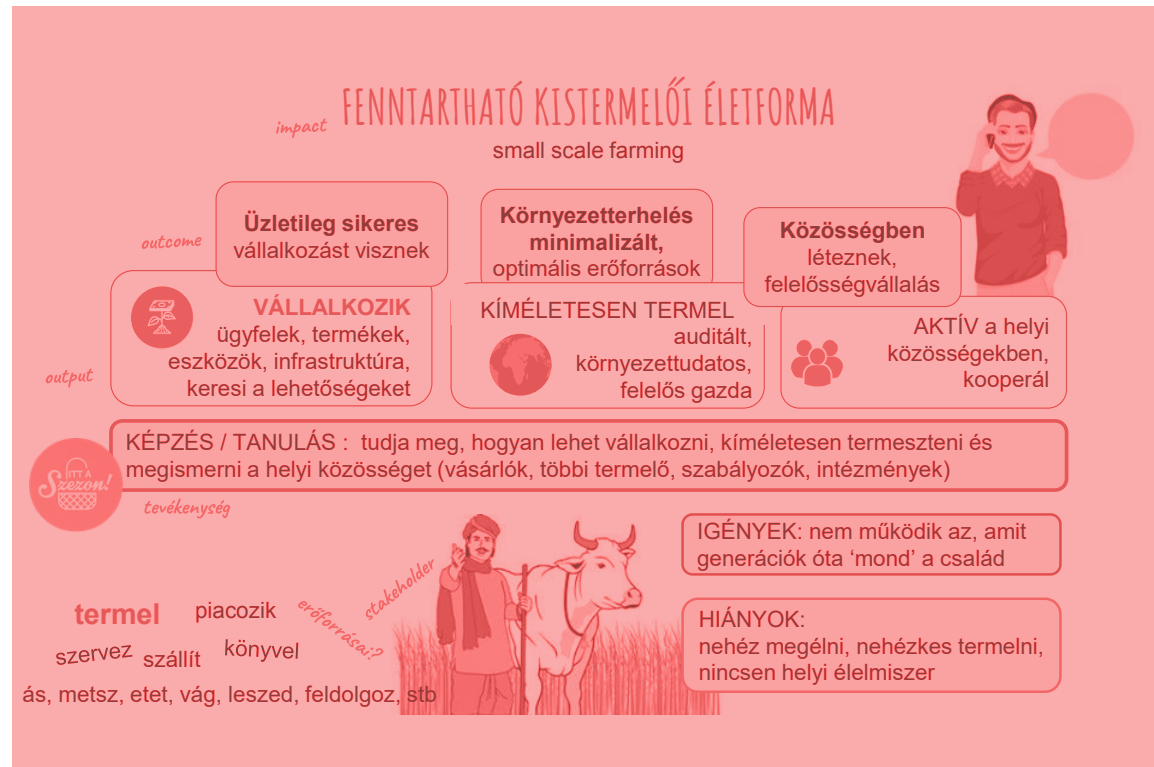 FENNTARTHATÓ KISTERMELŐI ÉLETFORMA
impact
small scale farming
outcome
Üzletileg sikeres
vállalkozást visznek
Környezetterhelés
minimalizált,
optimális erőforrások
Közösségben
léteznek,
felelősségvállalás
output
VÁLLALKOZIK
ügyfelek, termékek,
eszközök, infrastruktúra,
keresi a lehetőségeket
KÍMÉLETESEN TERMEL
auditált,
környezettudatos,
felelős gazda
AKTÍV a helyi
közösségekben,
kooperál
ITT A
Szezon!
KÉPZÉS / TANULÁS : tudja meg, hogyan lehet vállalkozni, kíméletesen termeszteni és
megismerni a helyi közösséget (vásárlók, többi termelő, szabályozók, intézmények)
tevékenység
stakeholder
erőforrásai?
IGÉNYEK: nem működik az, amit
generációk óta ‘mond’ a család
HIÁNYOK:
nehéz megélni, nehézkes termelni,
nincsen helyi élelmiszer
termel piacozik
szervez szállít könyvel
ás, metsz, etet, vág, leszed, feldolgoz, stb